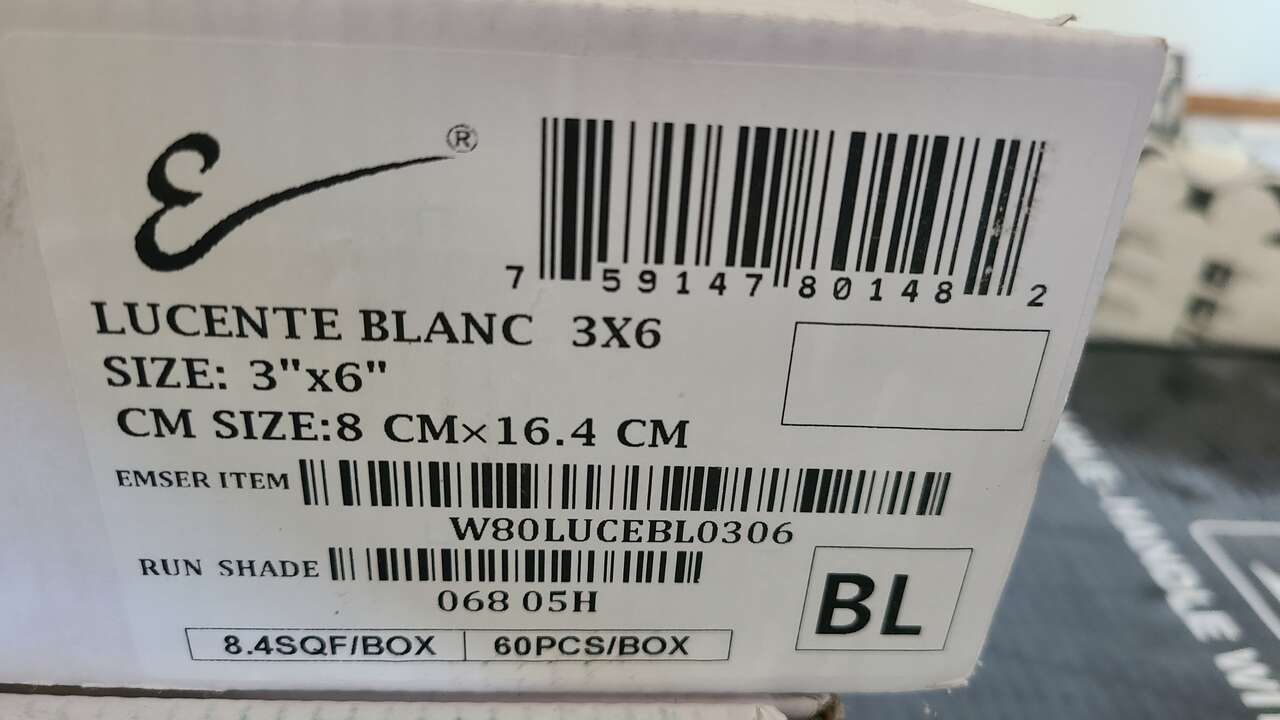 ®
7 59147 80148 2
LUCENTE BLANC 3X6
SIZE: 3"x6"
CM SIZE:8 CM×16.4 CM
EMSER ITEM
W80LUCEBL0306
RUN SHADE
068 05H
BL
8.4SQF/BOX 60PCS/BOX